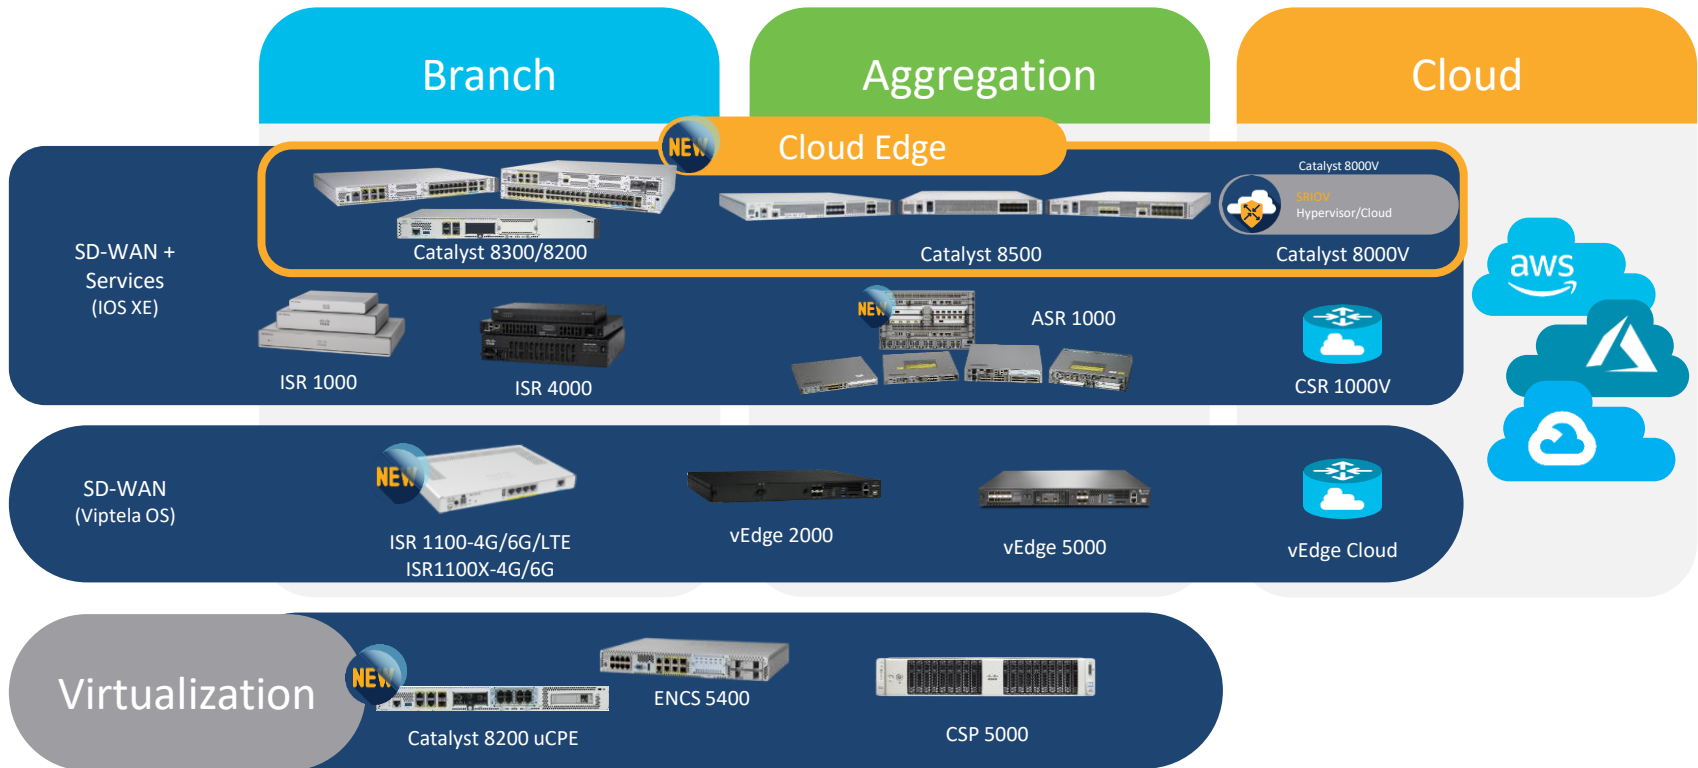 Branch
Aggregation
Cloud
NEW
Cloud Edge
Catalyst 8000V
SRIOV
Hypervisor/Cloud
Catalyst 8300/8200
Catalyst 8500
Catalyst 8000V
SD-WAN +
Services
(IOS XE)
aws
NEW
ASR 1000
ISR 1000
ISR 4000
CSR 1000V
NEW
SD-WAN
(Viptela OS)
ISR 1100-4G/6G/LTE
ISR1100X-4G/6G
vEdge 2000
vEdge 5000
vEdge Cloud
Virtualization
NEW
Catalyst 8200 uCPE
ENCS 5400
CSP 5000